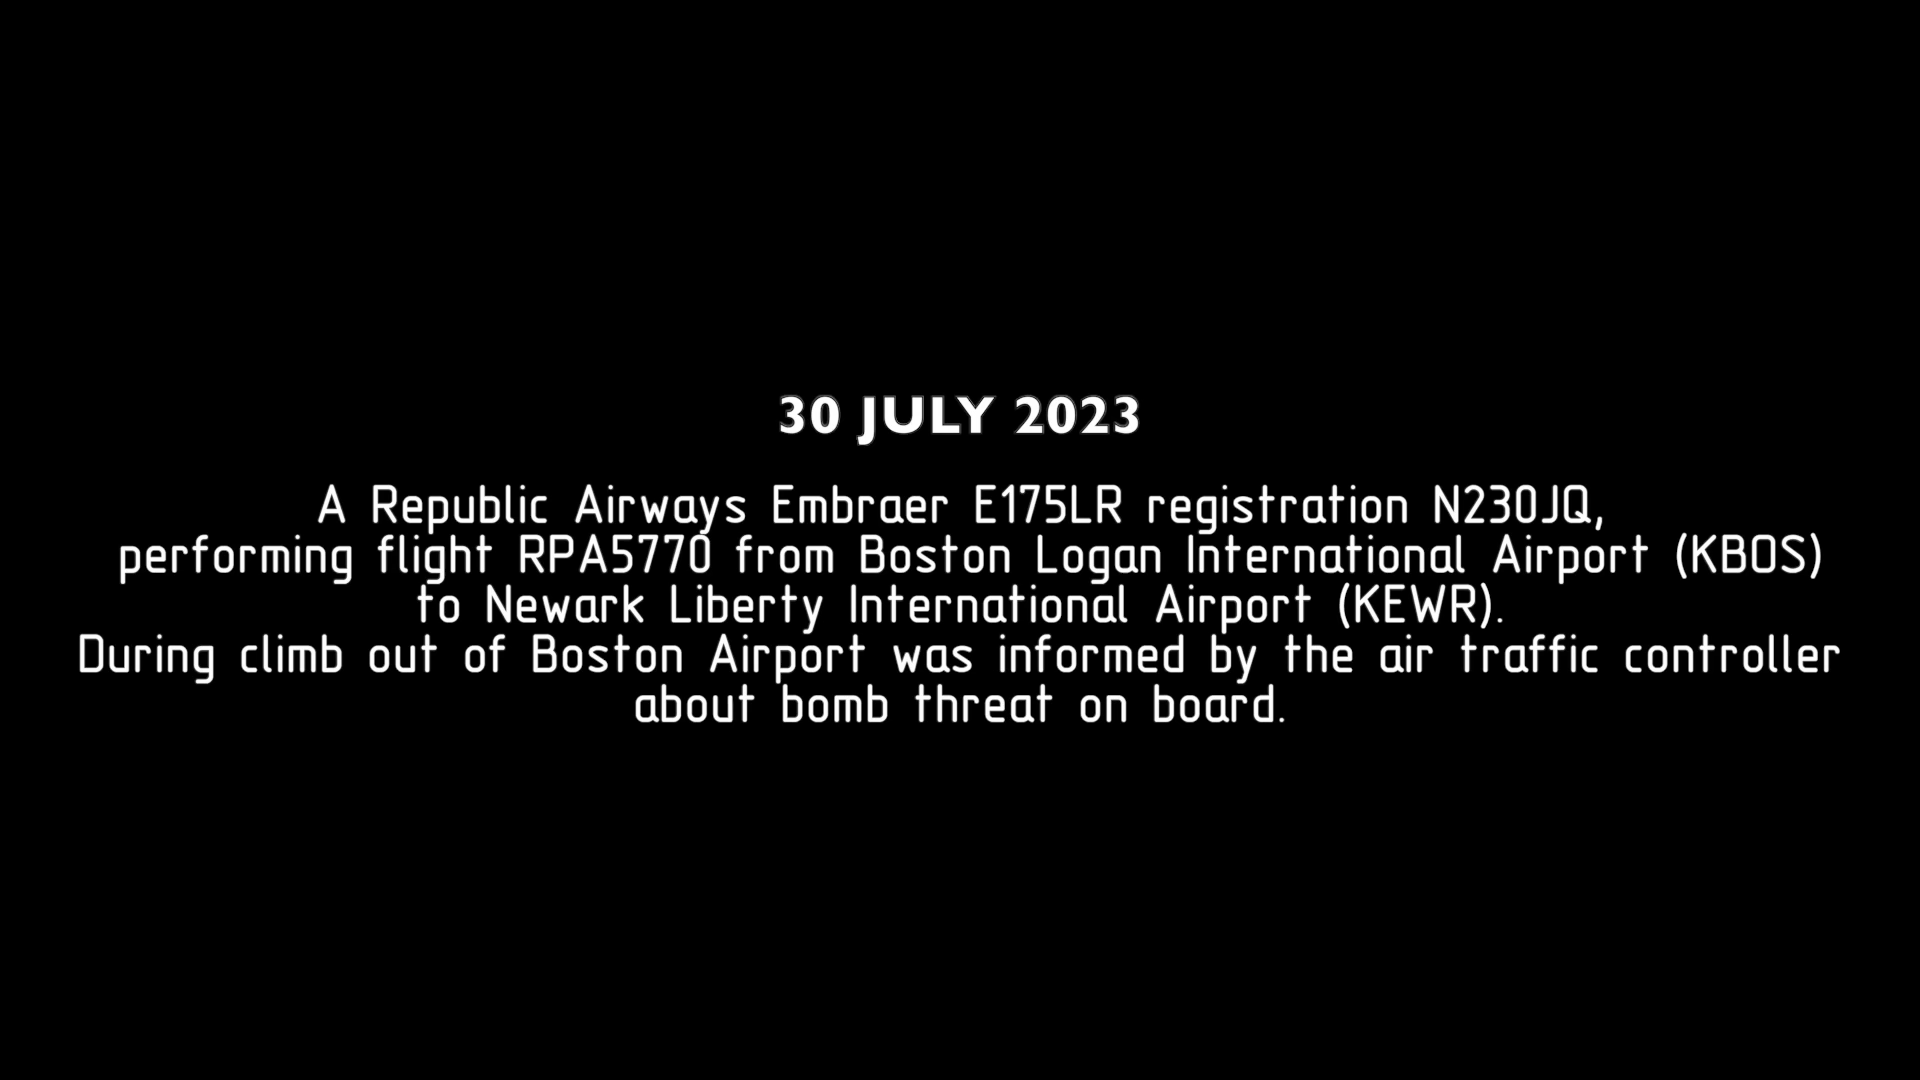 30 JULY 2023
A Republic Airways Embraer E175LR registration N230JQ,
performing flight RPA5770 from Boston Logan International Airport (KBOS)
to Newark Liberty International Airport (KEWR).
During climb out of Boston Airport was informed by the air traffic controller
about bomb threat on board.